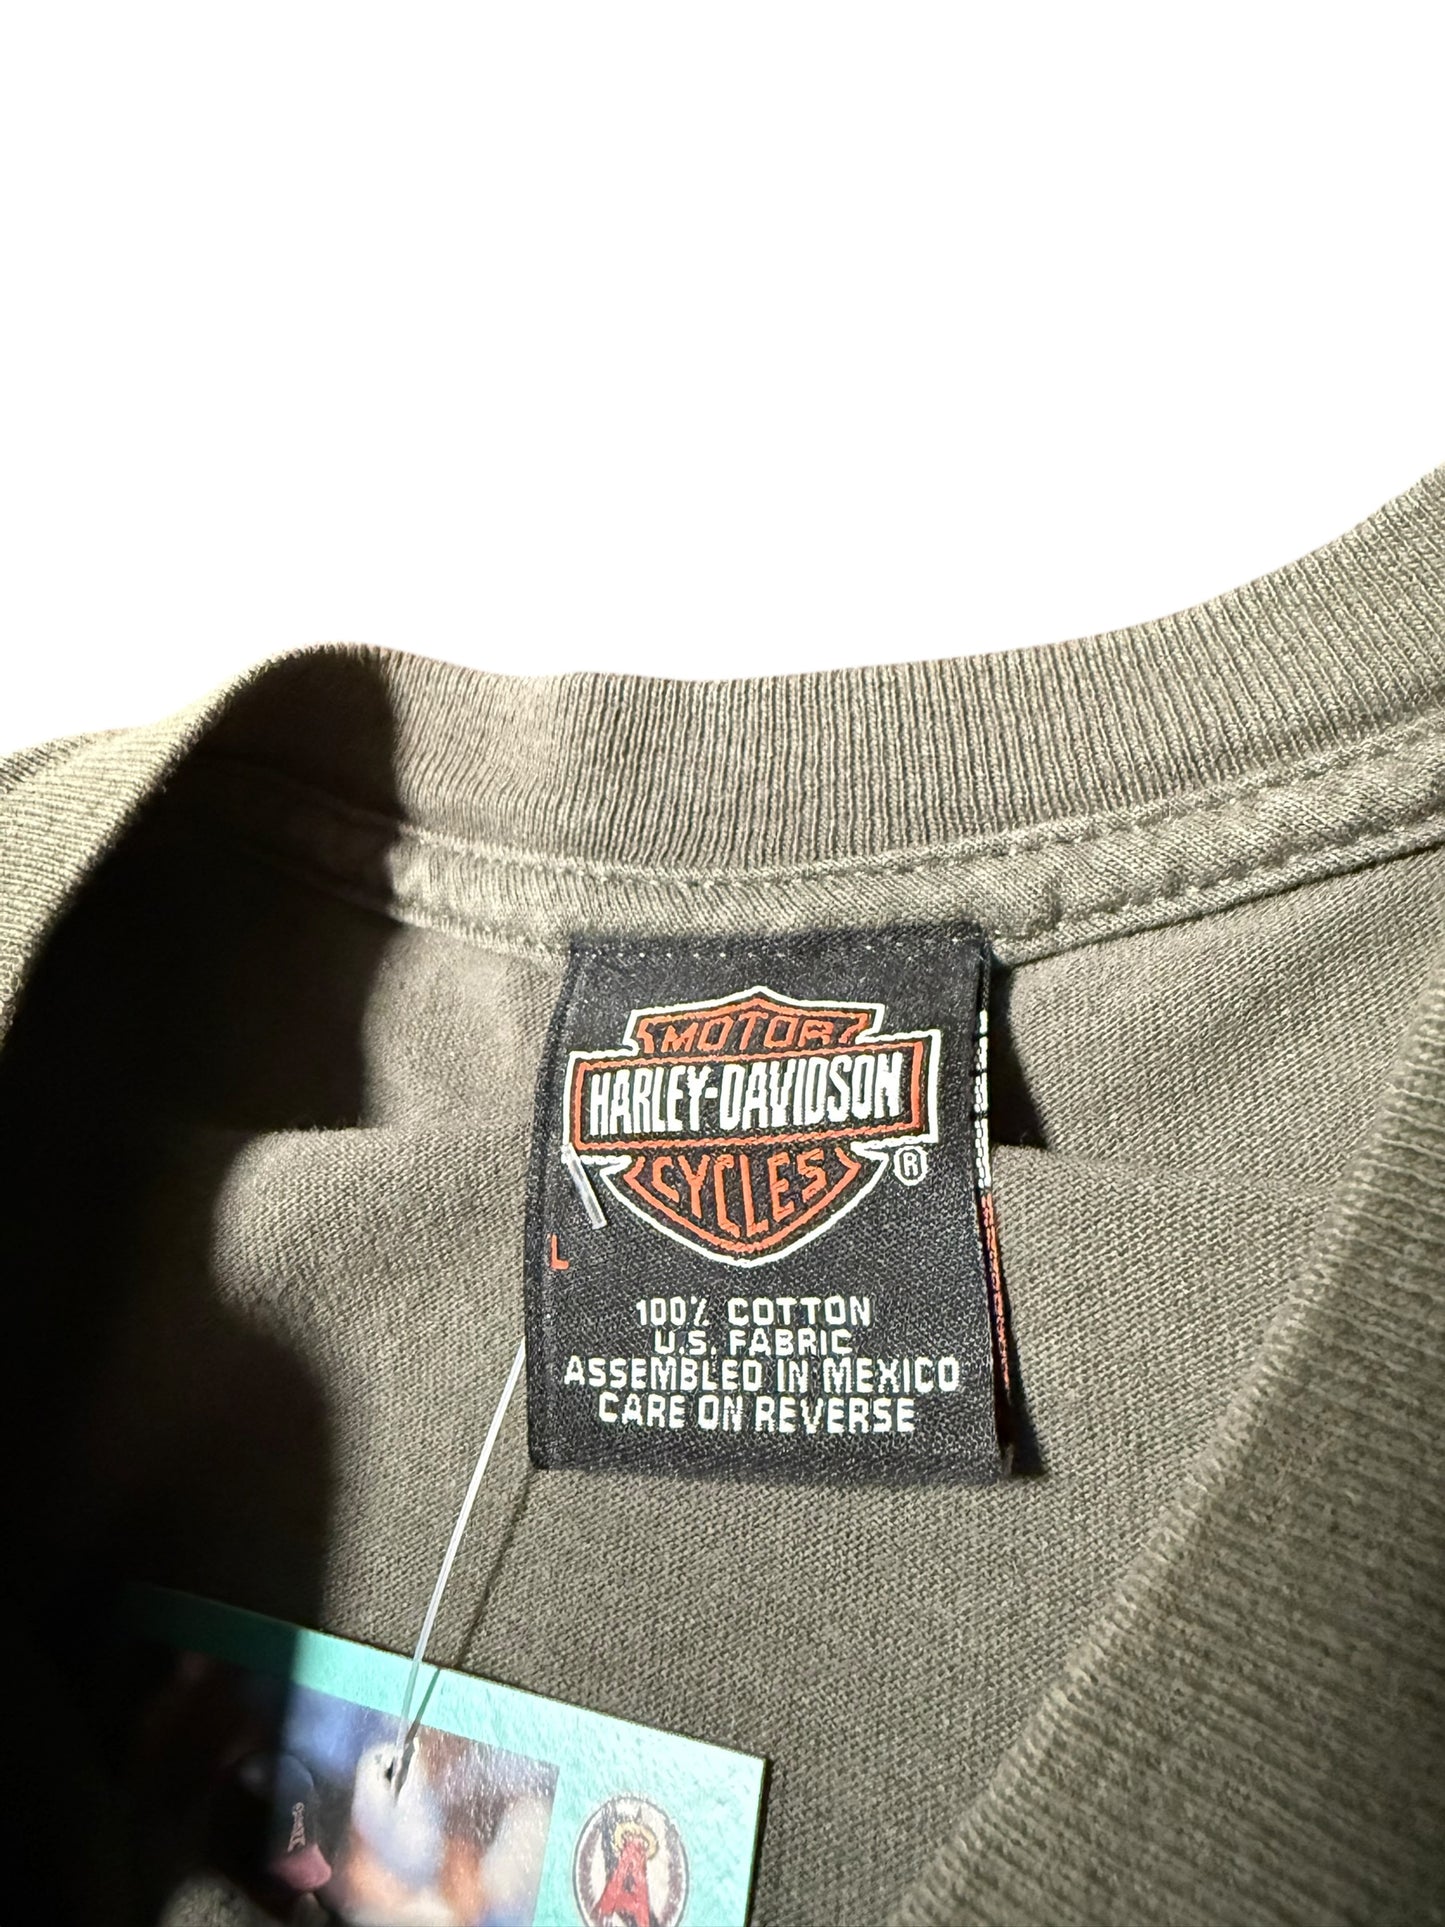 MOTOR
HARLEY-DAVIDSON
CYCLES
®
L
100% COTTON
U.S. FABRIC
ASSEMBLED IN MEXICO
CARE ON REVERSE
A